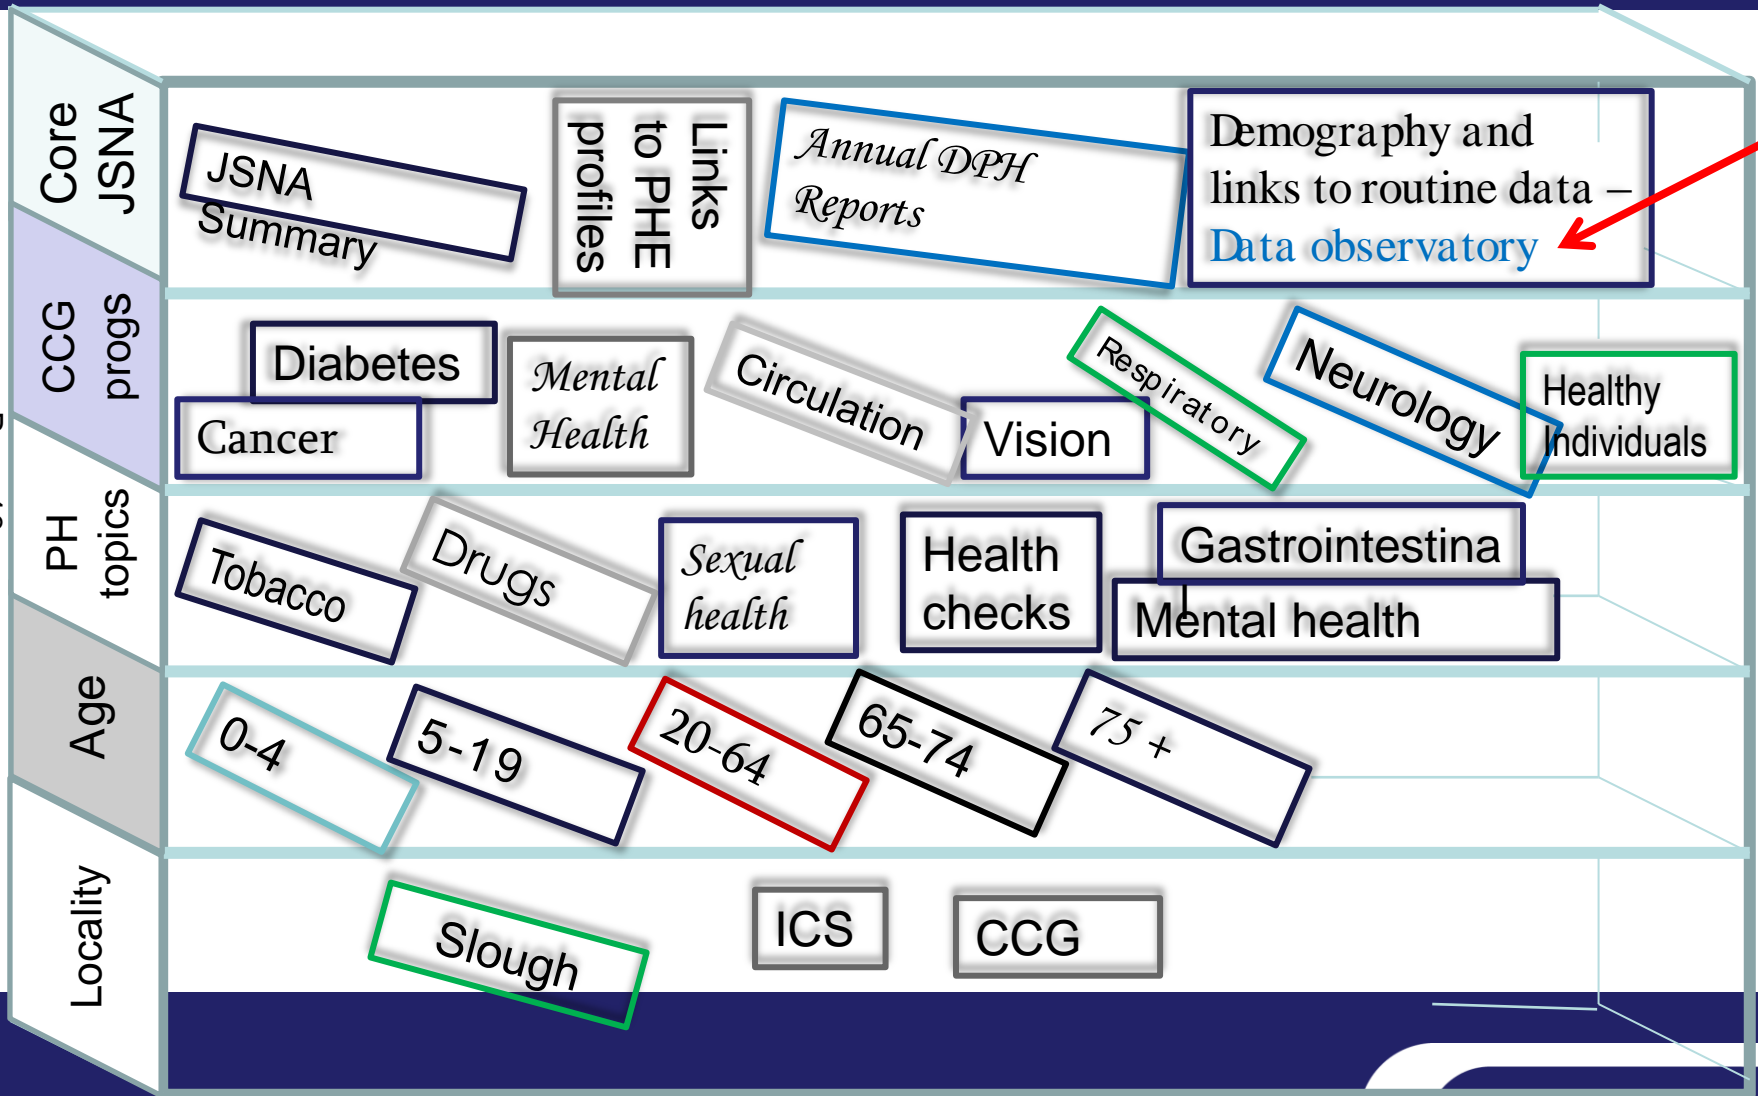 Core
JSNA
JSNA
Summary
Links
to PHE
profiles
Annual DPH
Reports
Demography and
links to routine data –
Data observatory
CCG
progs
Diabetes
Cancer
Mental
Health
Circulation
Vision
Respiratory
Neurology
Healthy
Individuals
PH
topics
Tobacco
Drugs
Sexual
health
Health
checks
Gastrointestina
l
Mental health
Age
0-4
5-19
20-64
65-74
75 +
Locality
Slough
ICS
CCG